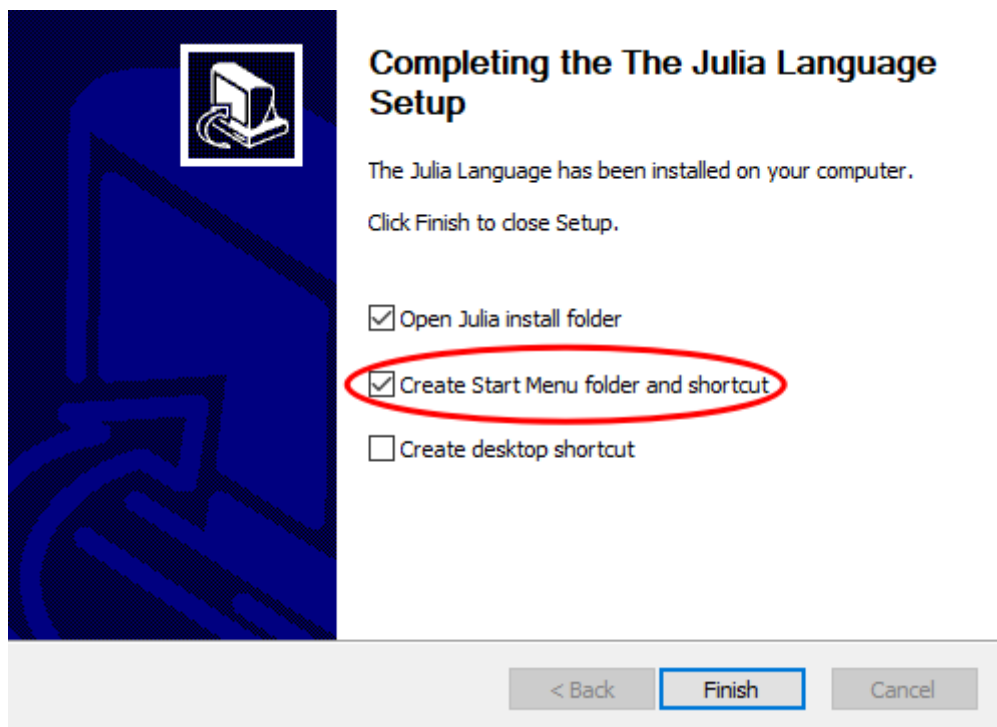 Completing the The Julia Language
Setup
The Julia Language has been installed on your computer.
Click Finish to close Setup.
Open Julia install folder
Create Start Menu folder and shortcut
Create desktop shortcut
< Back
Finish
Cancel